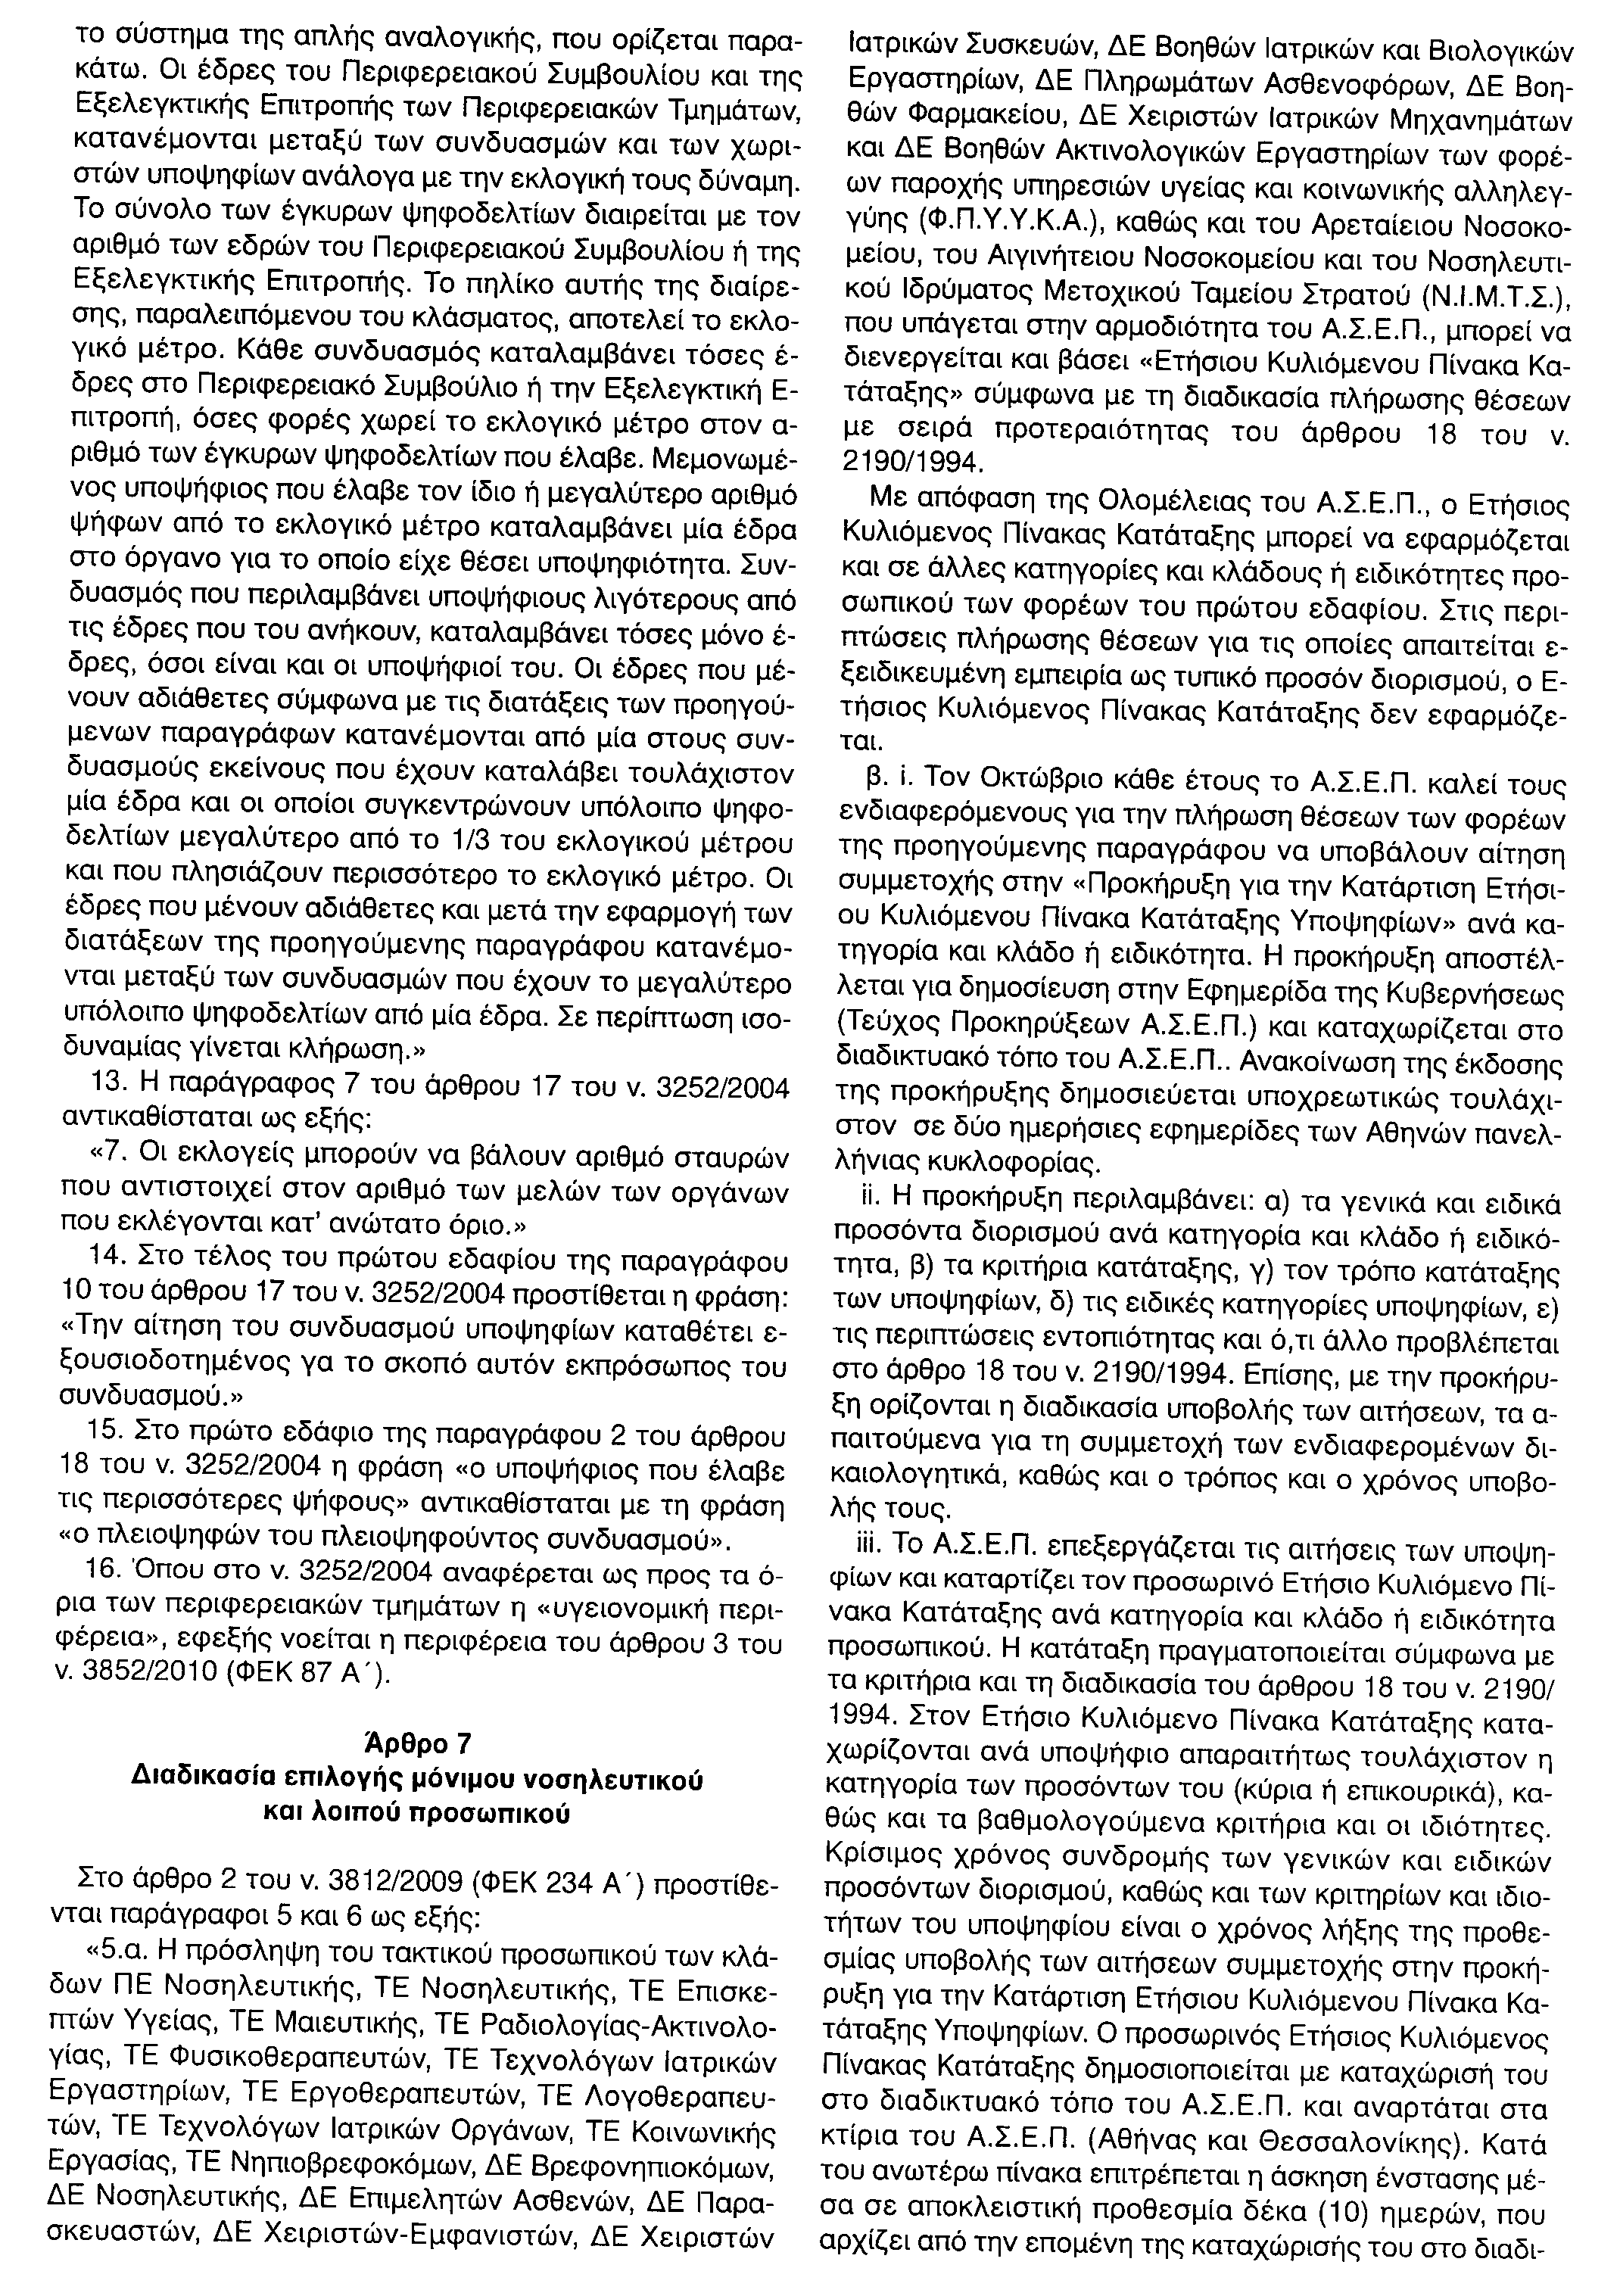 το σύστημα της απλής αναλογικής, που ορίζεται παρα-
κάτω. Οι έδρες του Περιφερειακού Συμβουλίου και της
Εξελεγκτικής Επιτροπής των Περιφερειακών Τμημάτων,
κατανέμονται μεταξύ των συνδυασμών και των χωρι-
στών υποψηφίων ανάλογα με την εκλογική τους δύναμη.
Το σύνολο των έγκυρων ψηφοδελτίων διαιρείται με τον
αριθμό των εδρών του Περιφερειακού Συμβουλίου ή της
Εξελεγκτικής Επιτροπής. Το πηλίκο αυτής της διαίρε-
σης, παραλειπόμενου του κλάσματος, αποτελεί το εκλο-
γικό μέτρο. Κάθε συνδυασμός καταλαμβάνει τόσες έ-
δρες στο Περιφερειακό Συμβούλιο ή την Εξελεγκτική Ε-
πιτροπή, όσες φορές χωρεί το εκλογικό μέτρο στον α-
ριθμό των έγκυρων ψηφοδελτίων που έλαβε. Μεμονωμέ-
νος υποψήφιος που έλαβε τον ίδιο ή μεγαλύτερο αριθμό
ψήφων από το εκλογικό μέτρο καταλαμβάνει μία έδρα
στο όργανο για το οποίο είχε θέσει υποψηφιότητα. Συν-
δυασμός που περιλαμβάνει υποψήφιους λιγότερους από
τις έδρες που του ανήκουν, καταλαμβάνει τόσες μόνο έ-
δρες, όσοι είναι και οι υποψήφιοί του. Οι έδρες που μέ-
νουν αδιάθετες σύμφωνα με τις διατάξεις των προηγού-
μενων παραγράφων κατανέμονται από μία στους συν-
δυασμούς εκείνους που έχουν καταλάβει τουλάχιστον
μία έδρα και οι οποίοι συγκεντρώνουν υπόλοιπο ψηφο-
δελτίων μεγαλύτερο από το 1/3 του εκλογικού μέτρου
και που πλησιάζουν περισσότερο το εκλογικό μέτρο. Οι
έδρες που μένουν αδιάθετες και μετά την εφαρμογή των
διατάξεων της προηγούμενης παραγράφου κατανέμο-
νται μεταξύ των συνδυασμών που έχουν το μεγαλύτερο
υπόλοιπο ψηφοδελτίων από μία έδρα. Σε περίπτωση ισο-
δυναμίας γίνεται κλήρωση.»
13. Η παράγραφος 7 του άρθρου 17 του ν. 3252/2004
αντικαθίσταται ως εξής:
«7. Οι εκλογείς μπορούν να βάλουν αριθμό σταυρών
που αντιστοιχεί στον αριθμό των μελών των οργάνων
που εκλέγονται κατ’ ανώτατο όριο.»
14. Στο τέλος του πρώτου εδαφίου της παραγράφου
10 του άρθρου 17 του ν. 3252/2004 προστίθεται η φράση:
«Την αίτηση του συνδυασμού υποψηφίων καταθέτει ε-
ξουσιοδοτημένος γα το σκοπό αυτόν εκπρόσωπος του
συνδυασμού.»
15. Στο πρώτο εδάφιο της παραγράφου 2 του άρθρου
18 του ν. 3252/2004 η φράση «ο υποψήφιος που έλαβε
τις περισσότερες ψήφους» αντικαθίσταται με τη φράση
«ο πλειοψηφών του πλειοψηφούντος συνδυασμού».
16. Όπου στο ν. 3252/2004 αναφέρεται ως προς τα ό-
ρια των περιφερειακών τμημάτων η «υγειονομική περι-
φέρεια», εφεξής νοείται η περιφέρεια του άρθρου 3 του
ν. 3852/2010 (ΦΕΚ 87 Α΄).
Άρθρο 7
Διαδικασία επιλογής μόνιμου νοσηλευτικού
και λοιπού προσωπικού
Στο άρθρο 2 του ν. 3812/2009 (ΦΕΚ 234 Α΄) προστίθε-
νται παράγραφοι 5 και 6 ως εξής:
«5.α. Η πρόσληψη του τακτικού προσωπικού των κλά-
δων ΠΕ Νοσηλευτικής, ΤΕ Νοσηλευτικής, ΤΕ Επισκε-
πτών Υγείας, ΤΕ Μαιευτικής, ΤΕ Ραδιολογίας-Ακτινολο-
γίας, ΤΕ Φυσικοθεραπευτών, ΤΕ Τεχνολόγων Ιατρικών
Εργαστηρίων, ΤΕ Εργοθεραπευτών, ΤΕ Λογοθεραπευ-
τών, ΤΕ Τεχνολόγων Ιατρικών Οργάνων, ΤΕ Κοινωνικής
Εργασίας, ΤΕ Νηπιοβρεφοκόμων, ΔΕ Βρεφονηπιοκόμων,
ΔΕ Νοσηλευτικής, ΔΕ Επιμελητών Ασθενών, ΔΕ Παρα-
σκευαστών, ΔΕ Χειριστών-Εμφανιστών, ΔΕ Χειριστών
Ιατρικών Συσκευών, ΔΕ Βοηθών Ιατρικών και Βιολογικών
Εργαστηρίων, ΔΕ Πληρωμάτων Ασθενοφόρων, ΔΕ Βοη-
θών Φαρμακείου, ΔΕ Χειριστών Ιατρικών Μηχανημάτων
και ΔΕ Βοηθών Ακτινολογικών Εργαστηρίων των φορέ-
ων παροχής υπηρεσιών υγείας και κοινωνικής αλληλεγ-
γύης (Φ.Π.Υ.Υ.Κ.Α.), καθώς και του Αρεταίειου Νοσοκο-
μείου, του Αιγινήτειου Νοσοκομείου και του Νοσηλευτι-
κού Ιδρύματος Μετοχικού Ταμείου Στρατού (Ν.Ι.Μ.Τ.Σ.),
που υπάγεται στην αρμοδιότητα του Α.Σ.Ε.Π., μπορεί να
διενεργείται και βάσει «Ετήσιου Κυλιόμενου Πίνακα Κα-
τάταξης» σύμφωνα με τη διαδικασία πλήρωσης θέσεων
με σειρά προτεραιότητας του άρθρου 18 του ν.
2190/1994.
Με απόφαση της Ολομέλειας του Α.Σ.Ε.Π., ο Ετήσιος
Κυλιόμενος Πίνακας Κατάταξης μπορεί να εφαρμόζεται
και σε άλλες κατηγορίες και κλάδους ή ειδικότητες προ-
σωπικού των φορέων του πρώτου εδαφίου. Στις περι-
πτώσεις πλήρωσης θέσεων για τις οποίες απαιτείται ε-
ξειδικευμένη εμπειρία ως τυπικό προσόν διορισμού, ο Ε-
τήσιος Κυλιόμενος Πίνακας Κατάταξης δεν εφαρμόζε-
ται.
β. i. Τον Οκτώβριο κάθε έτους το Α.Σ.Ε.Π. καλεί τους
ενδιαφερόμενους για την πλήρωση θέσεων των φορέων
της προηγούμενης παραγράφου να υποβάλουν αίτηση
συμμετοχής στην «Προκήρυξη για την Κατάρτιση Ετήσι-
ου Κυλιόμενου Πίνακα Κατάταξης Υποψηφίων» ανά κα-
τηγορία και κλάδο ή ειδικότητα. Η προκήρυξη αποστέλ-
λεται για δημοσίευση στην Εφημερίδα της Κυβερνήσεως
(Τεύχος Προκηρύξεων Α.Σ.Ε.Π.) και καταχωρίζεται στο
διαδικτυακό τόπο του Α.Σ.Ε.Π.. Ανακοίνωση της έκδοσης
της προκήρυξης δημοσιεύεται υποχρεωτικώς τουλάχι-
στον σε δύο ημερήσιες εφημερίδες των Αθηνών πανελ-
λήνιας κυκλοφορίας.
ii. Η προκήρυξη περιλαμβάνει: α) τα γενικά και ειδικά
προσόντα διορισμού ανά κατηγορία και κλάδο ή ειδικό-
τητα, β) τα κριτήρια κατάταξης, γ) τον τρόπο κατάταξης
των υποψηφίων, δ) τις ειδικές κατηγορίες υποψηφίων, ε)
τις περιπτώσεις εντοπιότητας και ό,τι άλλο προβλέπεται
στο άρθρο 18 του ν. 2190/1994. Επίσης, με την προκήρυ-
ξη ορίζονται η διαδικασία υποβολής των αιτήσεων, τα α-
παιτούμενα για τη συμμετοχή των ενδιαφερομένων δι-
καιολογητικά, καθώς και ο τρόπος και ο χρόνος υποβο-
λής τους.
iii. Το Α.Σ.Ε.Π. επεξεργάζεται τις αιτήσεις των υποψη-
φίων και καταρτίζει τον προσωρινό Ετήσιο Κυλιόμενο Πί-
νακα Κατάταξης ανά κατηγορία και κλάδο ή ειδικότητα
προσωπικού. Η κατάταξη πραγματοποιείται σύμφωνα με
τα κριτήρια και τη διαδικασία του άρθρου 18 του ν. 2190/
1994. Στον Ετήσιο Κυλιόμενο Πίνακα Κατάταξης κατα-
χωρίζονται ανά υποψήφιο απαραιτήτως τουλάχιστον η
κατηγορία των προσόντων του (κύρια ή επικουρικά), κα-
θώς και τα βαθμολογούμενα κριτήρια και οι ιδιότητες.
Κρίσιμος χρόνος συνδρομής των γενικών και ειδικών
προσόντων διορισμού, καθώς και των κριτηρίων και ιδιο-
τήτων του υποψηφίου είναι ο χρόνος λήξης της προθε-
σμίας υποβολής των αιτήσεων συμμετοχής στην προκή-
ρυξη για την Κατάρτιση Ετήσιου Κυλιόμενου Πίνακα Κα-
τάταξης Υποψηφίων. Ο προσωρινός Ετήσιος Κυλιόμενος
Πίνακας Κατάταξης δημοσιοποιείται με καταχώρισή του
στο διαδικτυακό τόπο του Α.Σ.Ε.Π. και αναρτάται στα
κτίρια του Α.Σ.Ε.Π. (Αθήνας και Θεσσαλονίκης). Κατά
του ανωτέρω πίνακα επιτρέπεται η άσκηση ένστασης μέ-
σα σε αποκλειστική προθεσμία δέκα (10) ημερών, που
αρχίζει από την επομένη της καταχώρισής του στο διαδι-